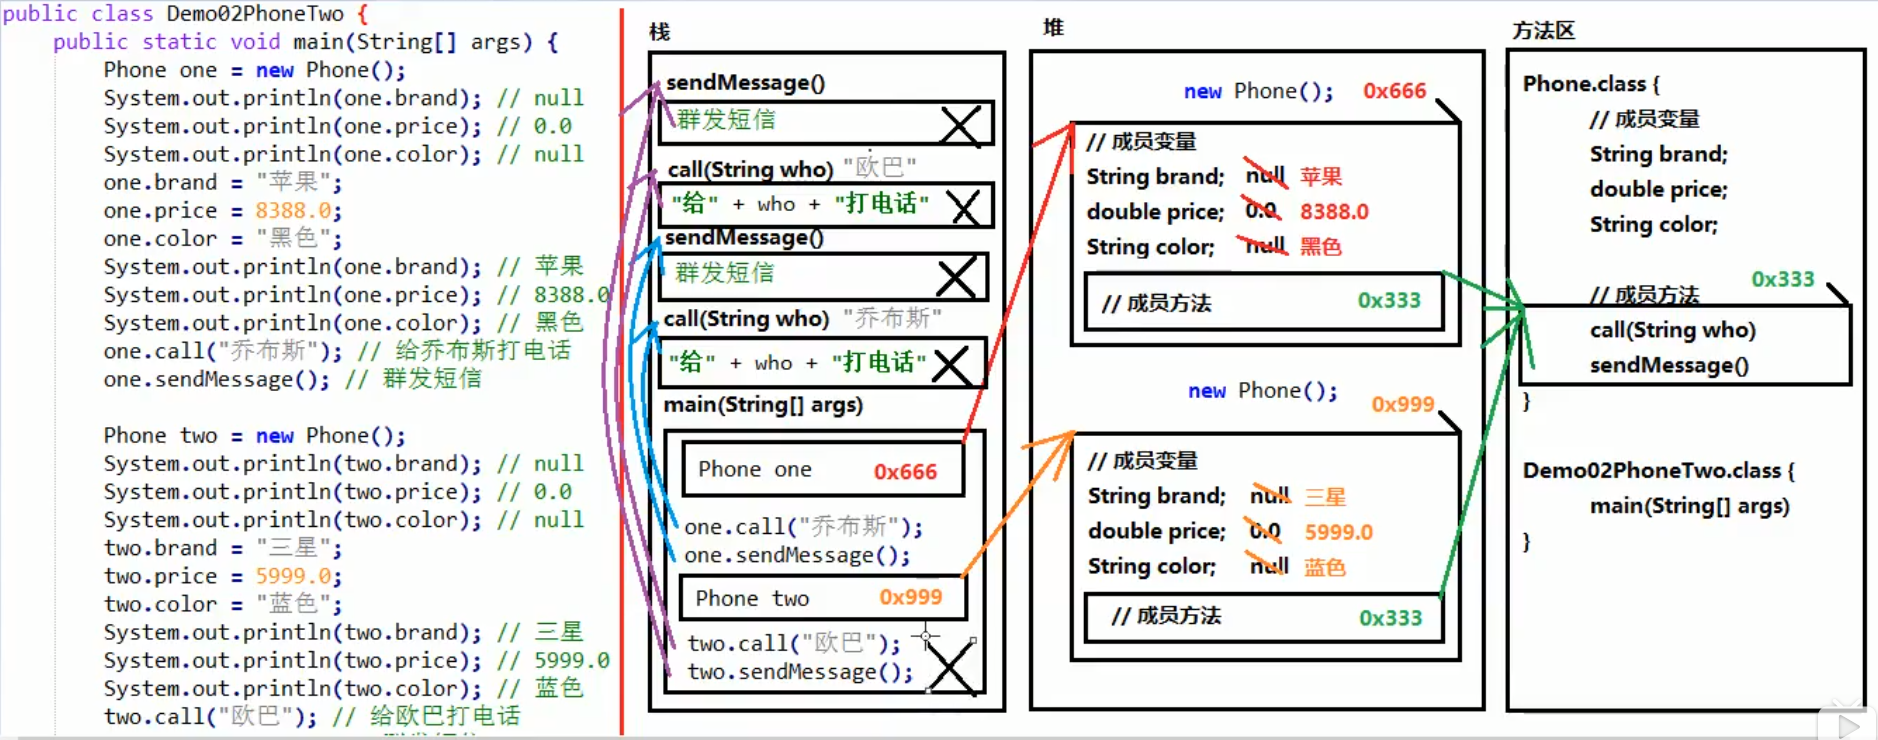 public class Demo02PhoneTwo {
public static void main(String[] args) {
Phone one = new Phone();
System.out.println(one.brand); // null
System.out.println(one.price); // 0.0
System.out.println(one.color); // null
one.brand = "苹果";
one.price = 8388.0;
one.color = "黑色";
System.out.println(one.brand); // 苹果
System.out.println(one.price); // 8388.0
System.out.println(one.color); // 黑色
one.call("乔布斯"); // 给乔布斯打电话
one.sendMessage(); // 群发短信
Phone two = new Phone();
System.out.println(two.brand); // null
System.out.println(two.price); // 0.0
System.out.println(two.color); // null
two.brand = "三星";
two.price = 5999.0;
two.color = "蓝色";
System.out.println(two.brand); // 三星
System.out.println(two.price); // 5999.0
System.out.println(two.color); // 蓝色
two.call("欧巴"); // 给欧巴打电话
栈
sendMessage()
群发短信
call(String who) "欧巴"
"给" + who + "打电话"
sendMessage()
群发短信
call(String who) "乔布斯"
"给" + who + "打电话"
main(String[] args)
Phone one 0x666
one.call("乔布斯");
one.sendMessage();
Phone two 0x999
two.call("欧巴");
two.sendMessage();
堆
new Phone(); 0x666
// 成员变量
String brand; null 苹果
double price; 0.0 8388.0
String color; null 黑色
// 成员方法 0x333
new Phone(); 0x999
// 成员变量
String brand; null 三星
double price; 0.0 5999.0
String color; null 蓝色
// 成员方法 0x333
方法区
Phone.class {
// 成员变量
String brand;
double price;
String color;
// 成员方法 0x333
call(String who)
sendMessage()
}
Demo02PhoneTwo.class {
main(String[] args)
}